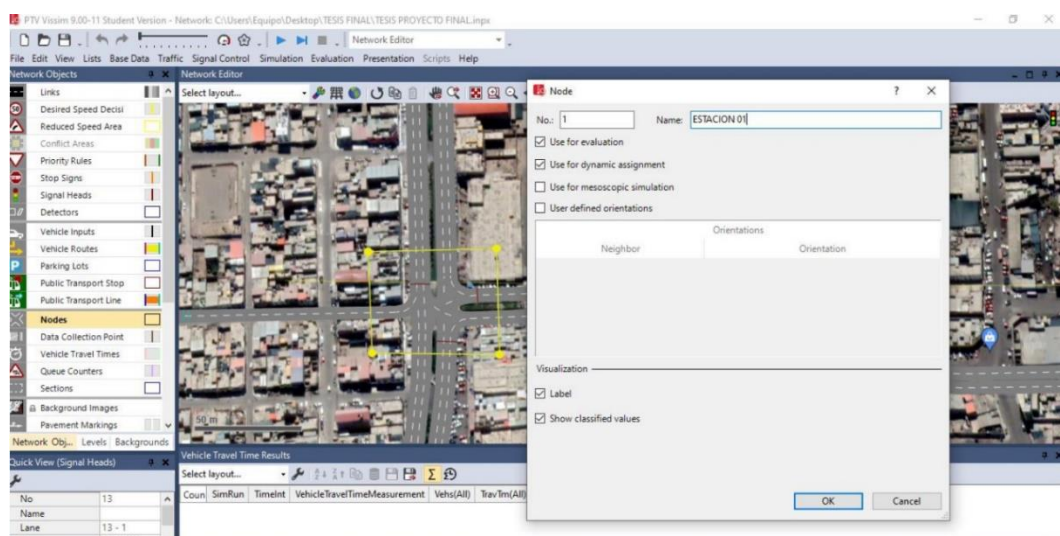 PTV Vissim 9.00-11 Student Version - Network: C:\Users\Equipo\Desktop\TESIS FINAL\TESIS PROYECTO FINAL.inpx
Network Editor
File Edit View Lists Base Data Traffic Signal Control Simulation Evaluation Presentation Scripts Help
Network Objects
Links
Desired Speed Decisi
Reduced Speed Area
Conflict Areas
Priority Rules
Stop Signs
Signal Heads
Detectors
Vehicle Inputs
Vehicle Routes
Parking Lots
Public Transport Stop
Public Transport Line
Nodes
Data Collection Point
Vehicle Travel Times
Queue Counters
Sections
Background Images
Pavement Markings
Network Obj... Levels Backgrounds
Quick View (Signal Heads)
No 13
Name
Lane 13 - 1
Network Editor
Select layout...
50 m
Vehicle Travel Time Results
Select layout...
Coun SimRun TimeInt VehicleTravelTimeMeasurement Vehs(All) TravTm(All)
Node
No.: 1 Name: ESTACION 01
Use for evaluation
Use for dynamic assignment
Use for mesoscopic simulation
User defined orientations
Orientations
Neighbor Orientation
Visualization
Label
Show classified values
OK Cancel